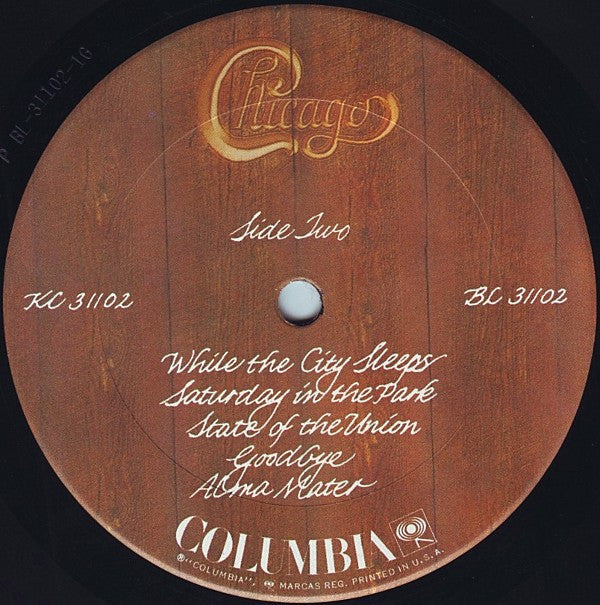 P BL-31102-1G
Chicago
Side Two
KC 31102
BL 31102
While the City Sleeps
Saturday in the Park
State of the Union
Goodbye
Alma Mater
COLUMBIA
®"COLUMBIA", MARCAS REG. PRINTED IN U.S.A.